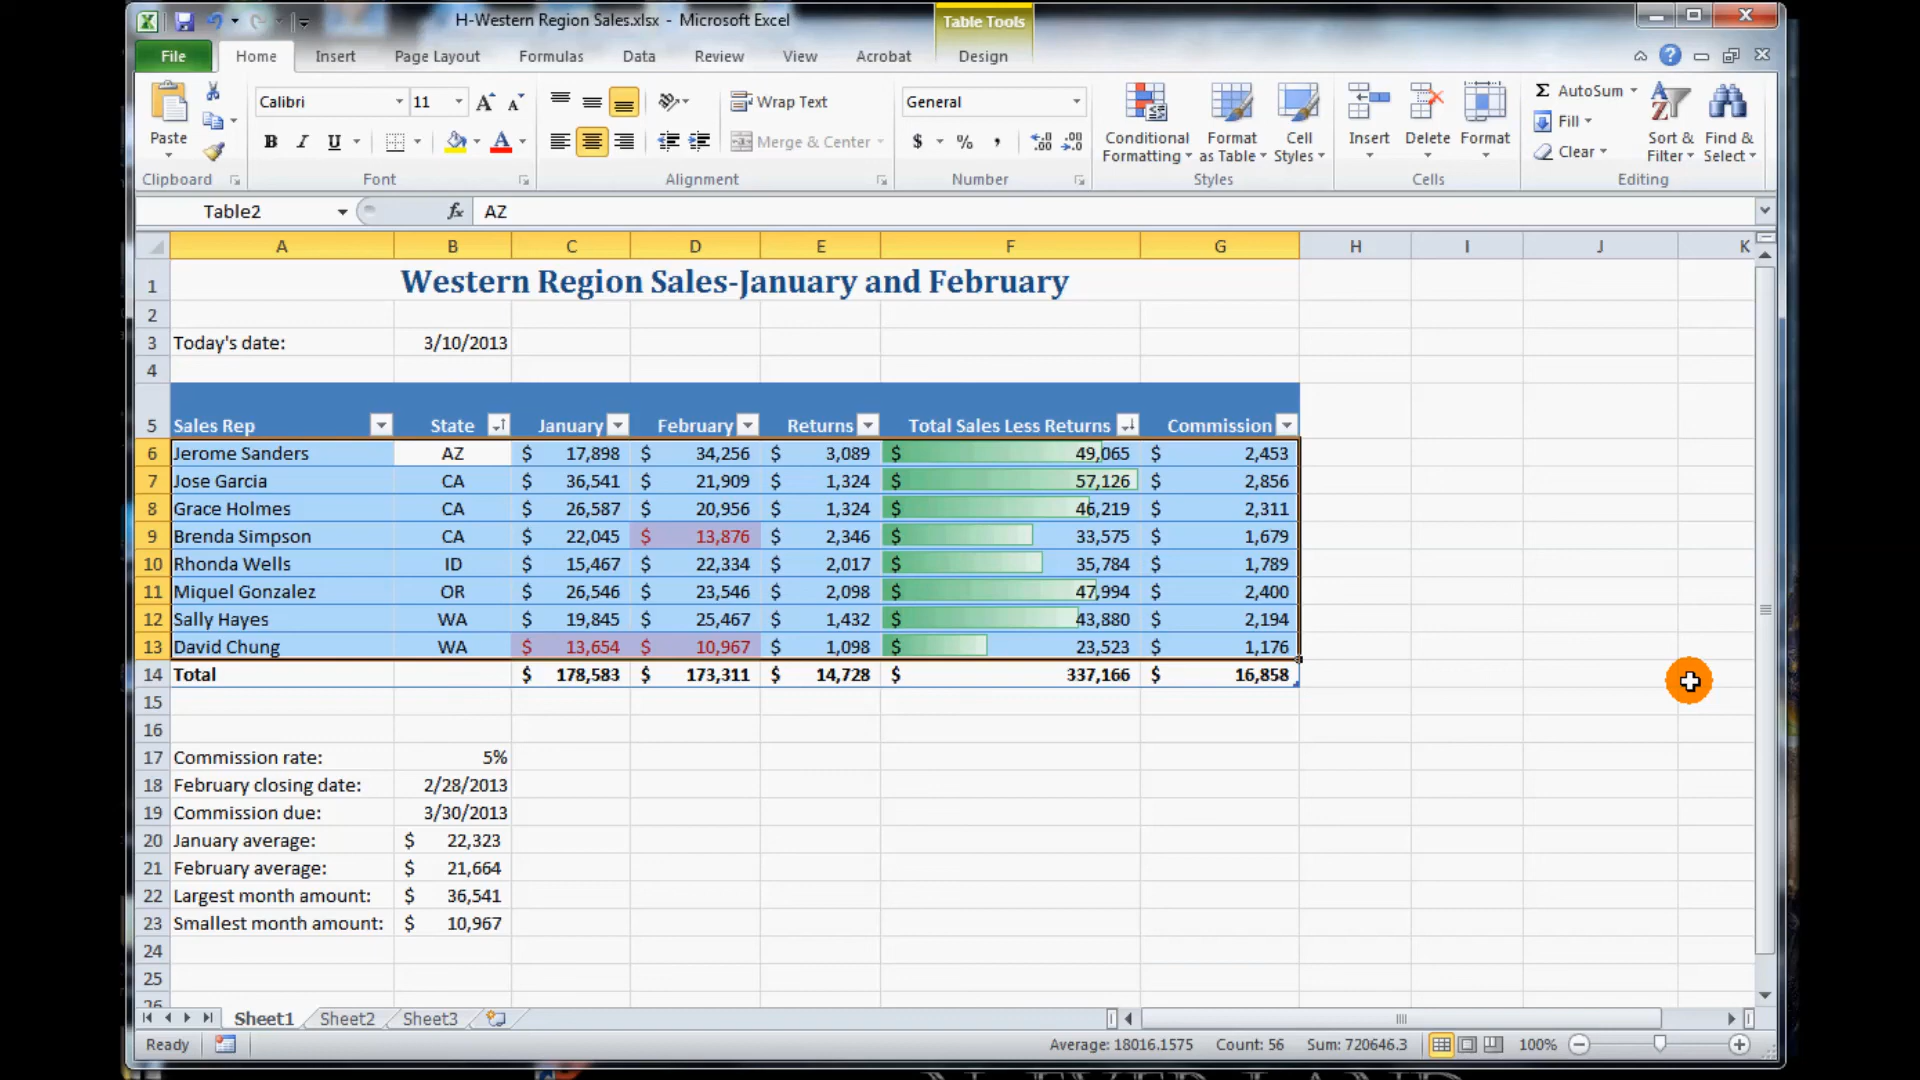 H-Western Region Sales.xlsx - Microsoft Excel
Table Tools
File Home Insert Page Layout Formulas Data Review View Acrobat Design
Calibri 11 Wrap Text General AutoSum
Paste Merge & Center Conditional Formatting Format as Table Cell Styles Insert Delete Format Fill Clear Sort & Filter Find & Select
Clipboard Font Alignment Number Styles Cells Editing
Table2 fx AZ
A B C D E F G H I J K
1 Western Region Sales-January and February
2
3 Today's date: 3/10/2013
4
5 Sales Rep State January February Returns Total Sales Less Returns Commission
6 Jerome Sanders AZ $ 17,898 $ 34,256 $ 3,089 $ 49,065 $ 2,453
7 Jose Garcia CA $ 36,541 $ 21,909 $ 1,324 $ 57,126 $ 2,856
8 Grace Holmes CA $ 26,587 $ 20,956 $ 1,324 $ 46,219 $ 2,311
9 Brenda Simpson CA $ 22,045 $ 13,876 $ 2,346 $ 33,575 $ 1,679
10 Rhonda Wells ID $ 15,467 $ 22,334 $ 2,017 $ 35,784 $ 1,789
11 Miquel Gonzalez OR $ 26,546 $ 23,546 $ 2,098 $ 47,994 $ 2,400
12 Sally Hayes WA $ 19,845 $ 25,467 $ 1,432 $ 43,880 $ 2,194
13 David Chung WA $ 13,654 $ 10,967 $ 1,098 $ 23,523 $ 1,176
14 Total $ 178,583 $ 173,311 $ 14,728 $ 337,166 $ 16,858
15
16
17 Commission rate: 5%
18 February closing date: 2/28/2013
19 Commission due: 3/30/2013
20 January average: $ 22,323
21 February average: $ 21,664
22 Largest month amount: $ 36,541
23 Smallest month amount: $ 10,967
24
25
26
Sheet1 Sheet2 Sheet3
Ready Average: 18016.1575 Count: 56 Sum: 720646.3 100%